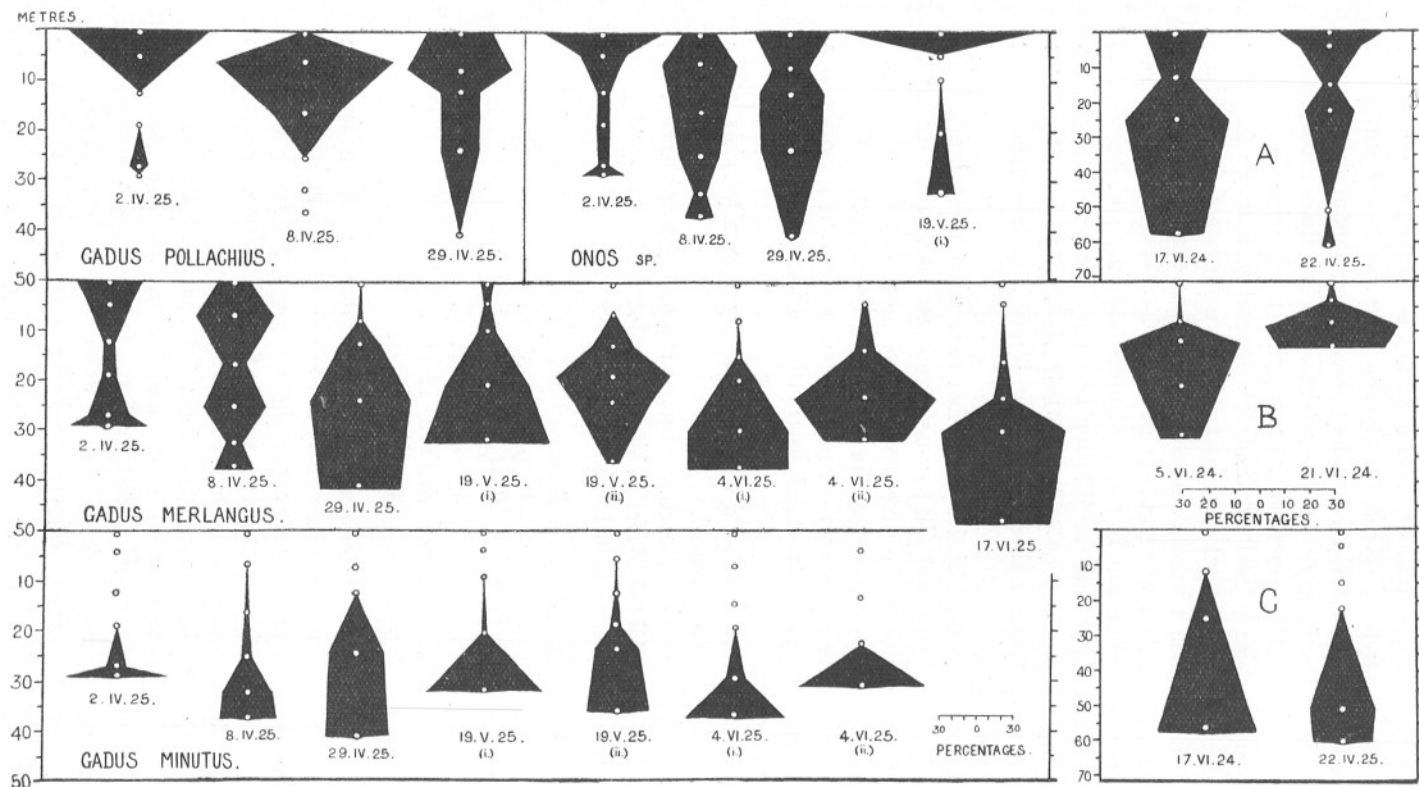 METRES.
10
20
30
40
50
2.IV.25.
8.IV.25.
29.IV.25.
GADUS POLLACHIUS.
2.IV.25.
8.IV.25.
29.IV.25.
19.V.25.
(i.)
ONOS SP.
10
20
30
40
50
60
70
A
17.VI.24.
22.IV.25.
10
20
30
40
50
2.IV.25.
8.IV.25.
29.IV.25.
19.V.25.
(i.)
19.V.25.
(ii.)
4.VI.25.
(i.)
4.VI.25.
(ii.)
17.VI.25
GADUS MERLANGUS.
10
20
30
40
50
B
5.VI.24.
21.VI.24.
30 20 10 0 10 20 30
PERCENTAGES.
10
20
30
40
50
2.IV.25.
8.IV.25.
29.IV.25.
19.V.25.
(i.)
19.V.25.
(ii.)
4.VI.25.
(i.)
4.VI.25.
(ii.)
GADUS MINUTUS.
30 0 30
PERCENTAGES.
10
20
30
40
50
60
70
C
17.VI.24.
22.IV.25.